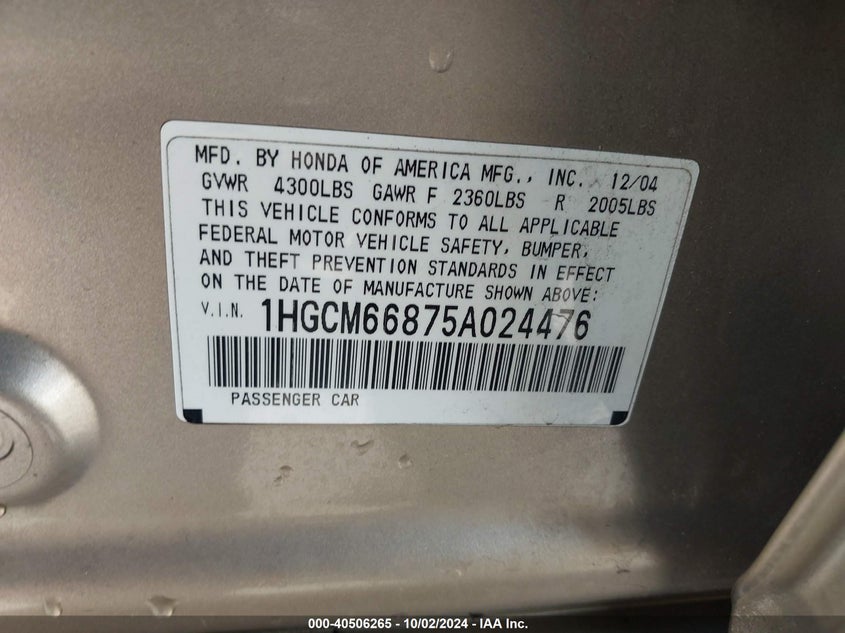 MFD. BY HONDA OF AMERICA MFG., INC. 12/04
GVWR 4300LBS GAWR F 2360LBS R 2005LBS
THIS VEHICLE CONFORMS TO ALL APPLICABLE
FEDERAL MOTOR VEHICLE SAFETY, BUMPER,
AND THEFT PREVENTION STANDARDS IN EFFECT
ON THE DATE OF MANUFACTURE SHOWN ABOVE:
V.I.N. 1HGCM66875A024476
PASSENGER CAR
000-40506265 - 10/02/2024 - IAA Inc.